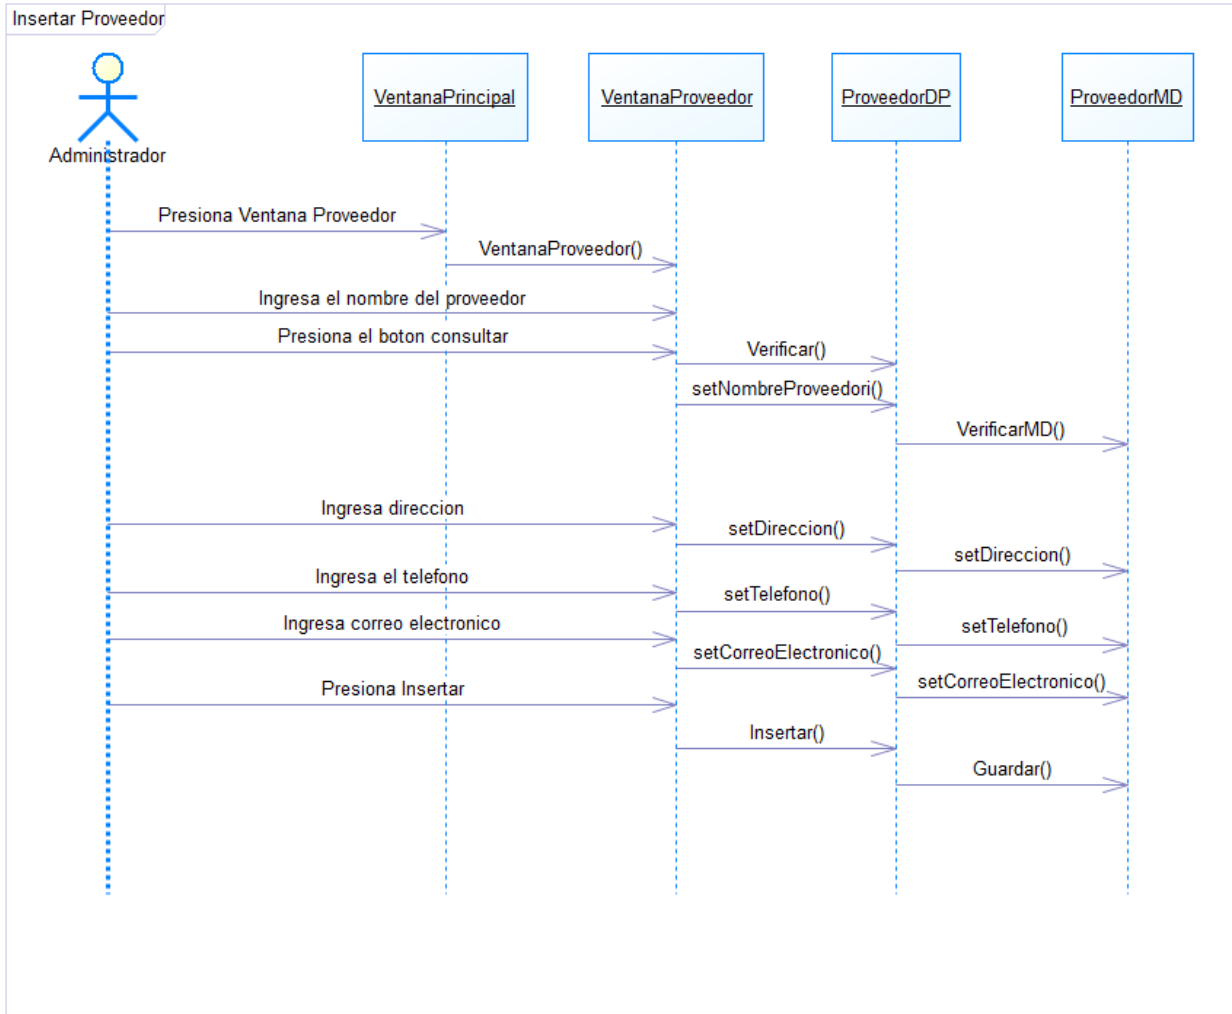 Insertar Proveedor
Administrador
VentanaPrincipal
VentanaProveedor
ProveedorDP
ProveedorMD
Presiona Ventana Proveedor
VentanaProveedor()
Ingresa el nombre del proveedor
Presiona el boton consultar
Verificar()
setNombreProveedori()
VerificarMD()
Ingresa direccion
setDireccion()
setDireccion()
Ingresa el telefono
setTelefono()
Ingresa correo electronico
setTelefono()
setCorreoElectronico()
setCorreoElectronico()
Presiona Insertar
Insertar()
Guardar()